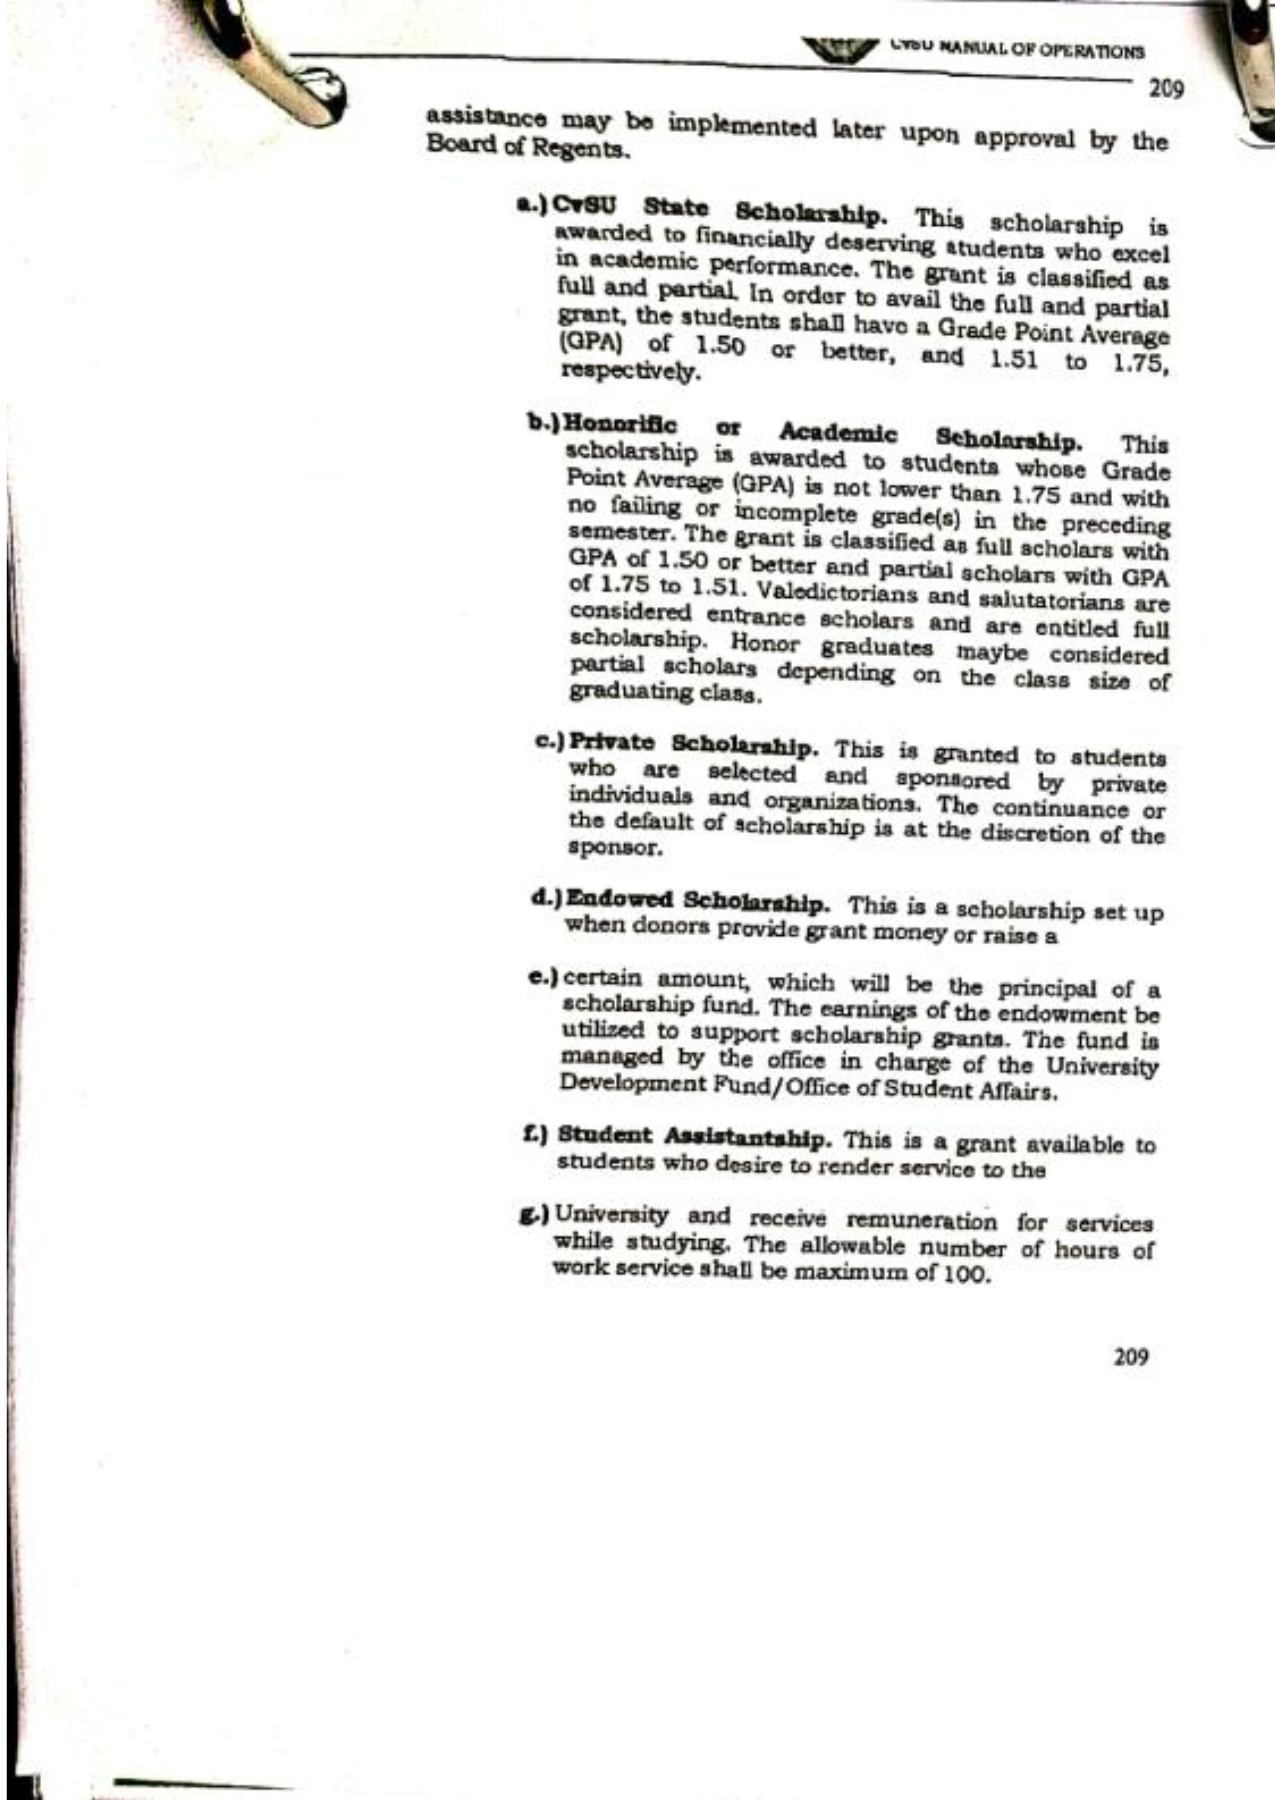 CvSU MANUAL OF OPERATIONS
209
assistance may be implemented later upon approval by the
Board of Regents.
a.) CvSU State Scholarship. This scholarship is
awarded to financially deserving students who excel
in academic performance. The grant is classified as
full and partial. In order to avail the full and partial
grant, the students shall have a Grade Point Average
(GPA) of 1.50 or better, and 1.51 to 1.75,
respectively.
b.) Honorific or Academic Scholarship. This
scholarship is awarded to students whose Grade
Point Average (GPA) is not lower than 1.75 and with
no failing or incomplete grade(s) in the preceding
semester. The grant is classified as full scholars with
GPA of 1.50 or better and partial scholars with GPA
of 1.75 to 1.51. Valedictorians and salutatorians are
considered entrance scholars and are entitled full
scholarship. Honor graduates maybe considered
partial scholars depending on the class size of
graduating class.
c.) Private Scholarship. This is granted to students
who are selected and sponsored by private
individuals and organizations. The continuance or
the default of scholarship is at the discretion of the
sponsor.
d.) Endowed Scholarship. This is a scholarship set up
when donors provide grant money or raise a
e.) certain amount, which will be the principal of a
scholarship fund. The earnings of the endowment be
utilized to support scholarship grants. The fund is
managed by the office in charge of the University
Development Fund/Office of Student Affairs.
f.) Student Assistantship. This is a grant available to
students who desire to render service to the
g.) University and receive remuneration for services
while studying. The allowable number of hours of
work service shall be maximum of 100.
209